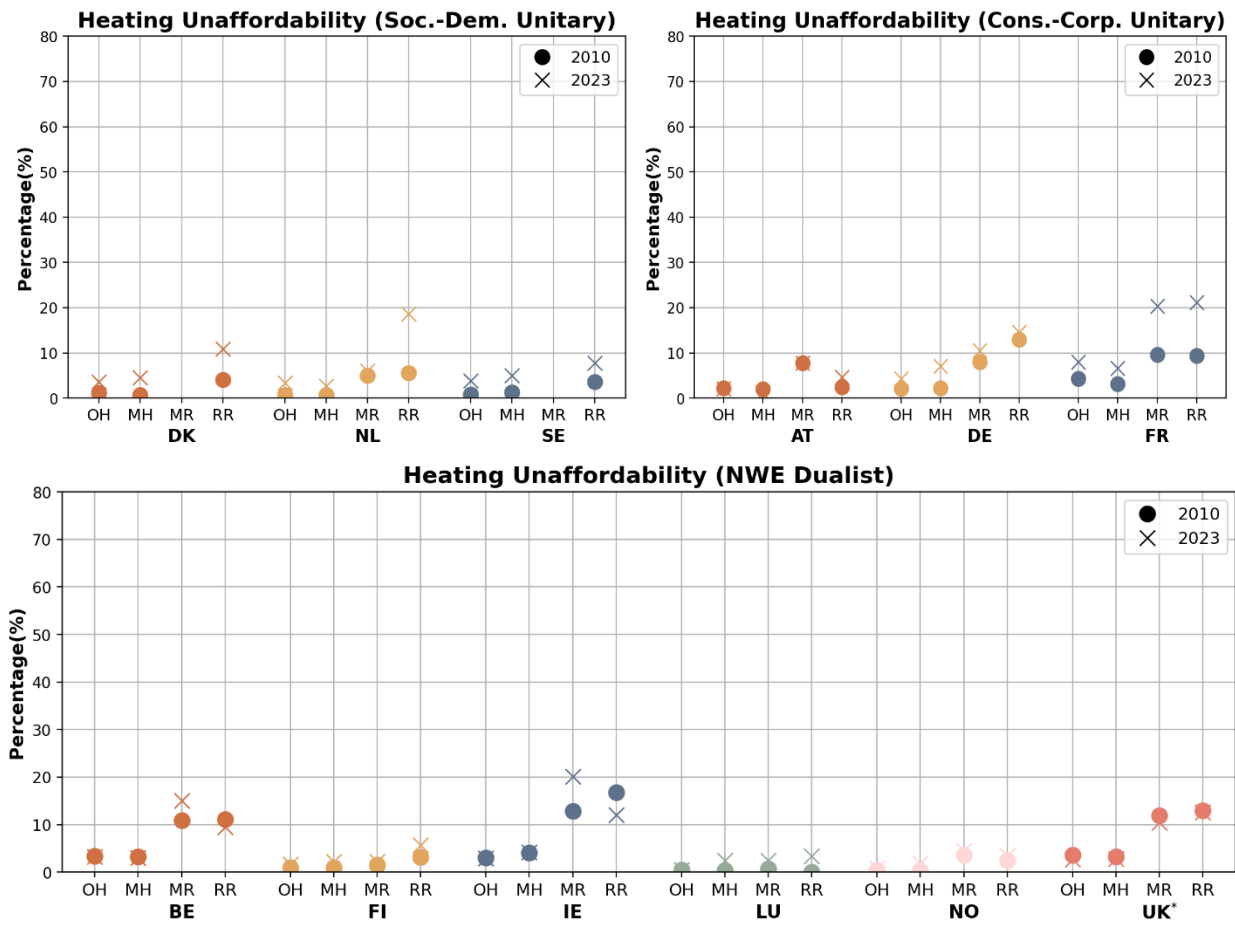 Heating Unaffordability (Soc.-Dem. Unitary)
80
70
60
50
40
30
20
10
0
Percentage(%)
2010
2023
OH MH MR RR OH MH MR RR OH MH MR RR
DK NL SE
Heating Unaffordability (Cons.-Corp. Unitary)
80
70
60
50
40
30
20
10
0
Percentage(%)
2010
2023
OH MH MR RR OH MH MR RR OH MH MR RR
AT DE FR
Heating Unaffordability (NWE Dualist)
80
70
60
50
40
30
20
10
0
Percentage(%)
2010
2023
OH MH MR RR OH MH MR RR OH MH MR RR OH MH MR RR OH MH MR RR OH MH MR RR
BE FI IE LU NO UK*